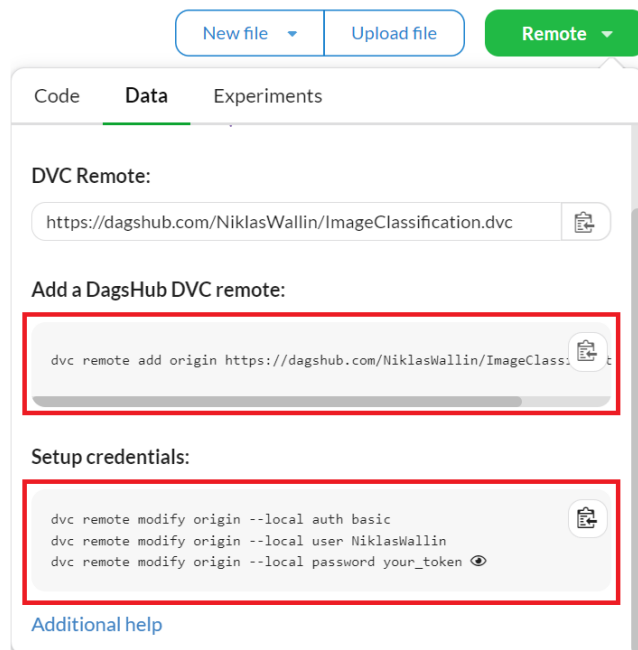 New file
Upload file
Remote
Code
Data
Experiments
DVC Remote:
https://dagshub.com/NiklasWallin/ImageClassification.dvc
Add a DagsHub DVC remote:
dvc remote add origin https://dagshub.com/NiklasWallin/ImageClass
Setup credentials:
dvc remote modify origin --local auth basic
dvc remote modify origin --local user NiklasWallin
dvc remote modify origin --local password your_token
Additional help